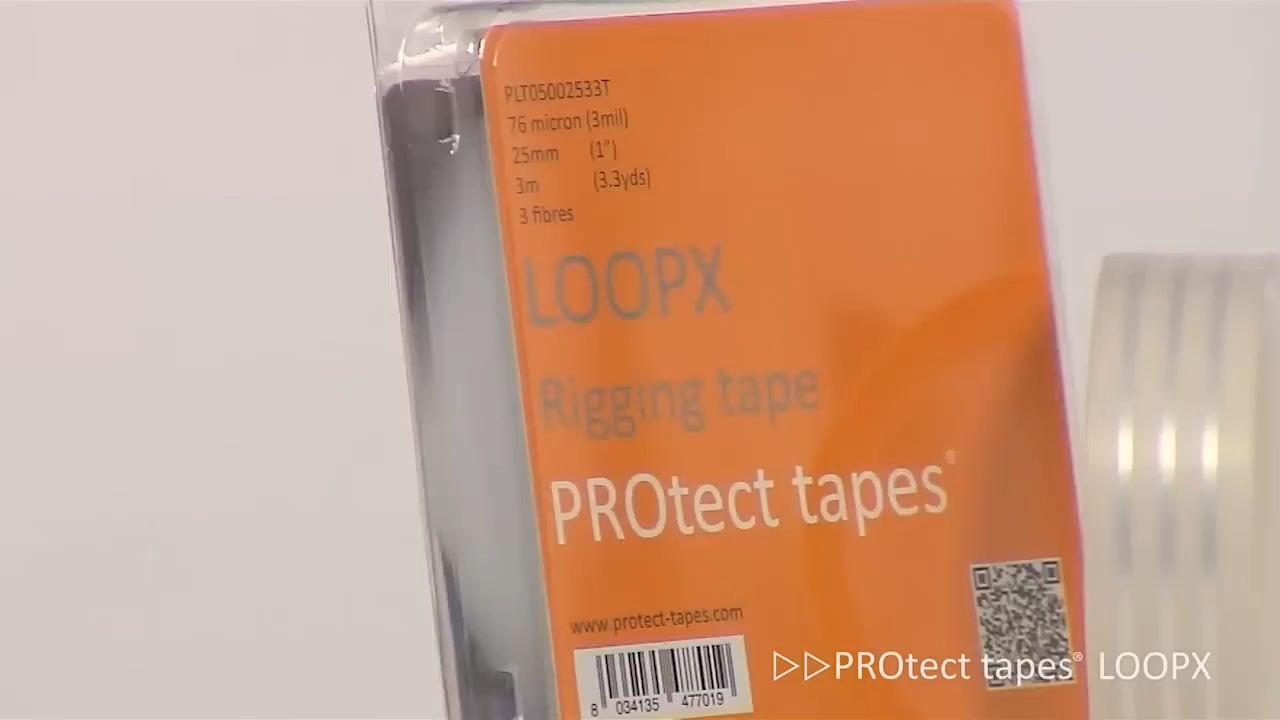 PLT05002533T
76 micron (3mil)
25mm (1")
3m (3.3yds)
3 fibres
LOOPX
Rigging tape
PROtect tapes®
www.protect-tapes.com
8 034135 477019
▷▷PROtect tapes® LOOPX